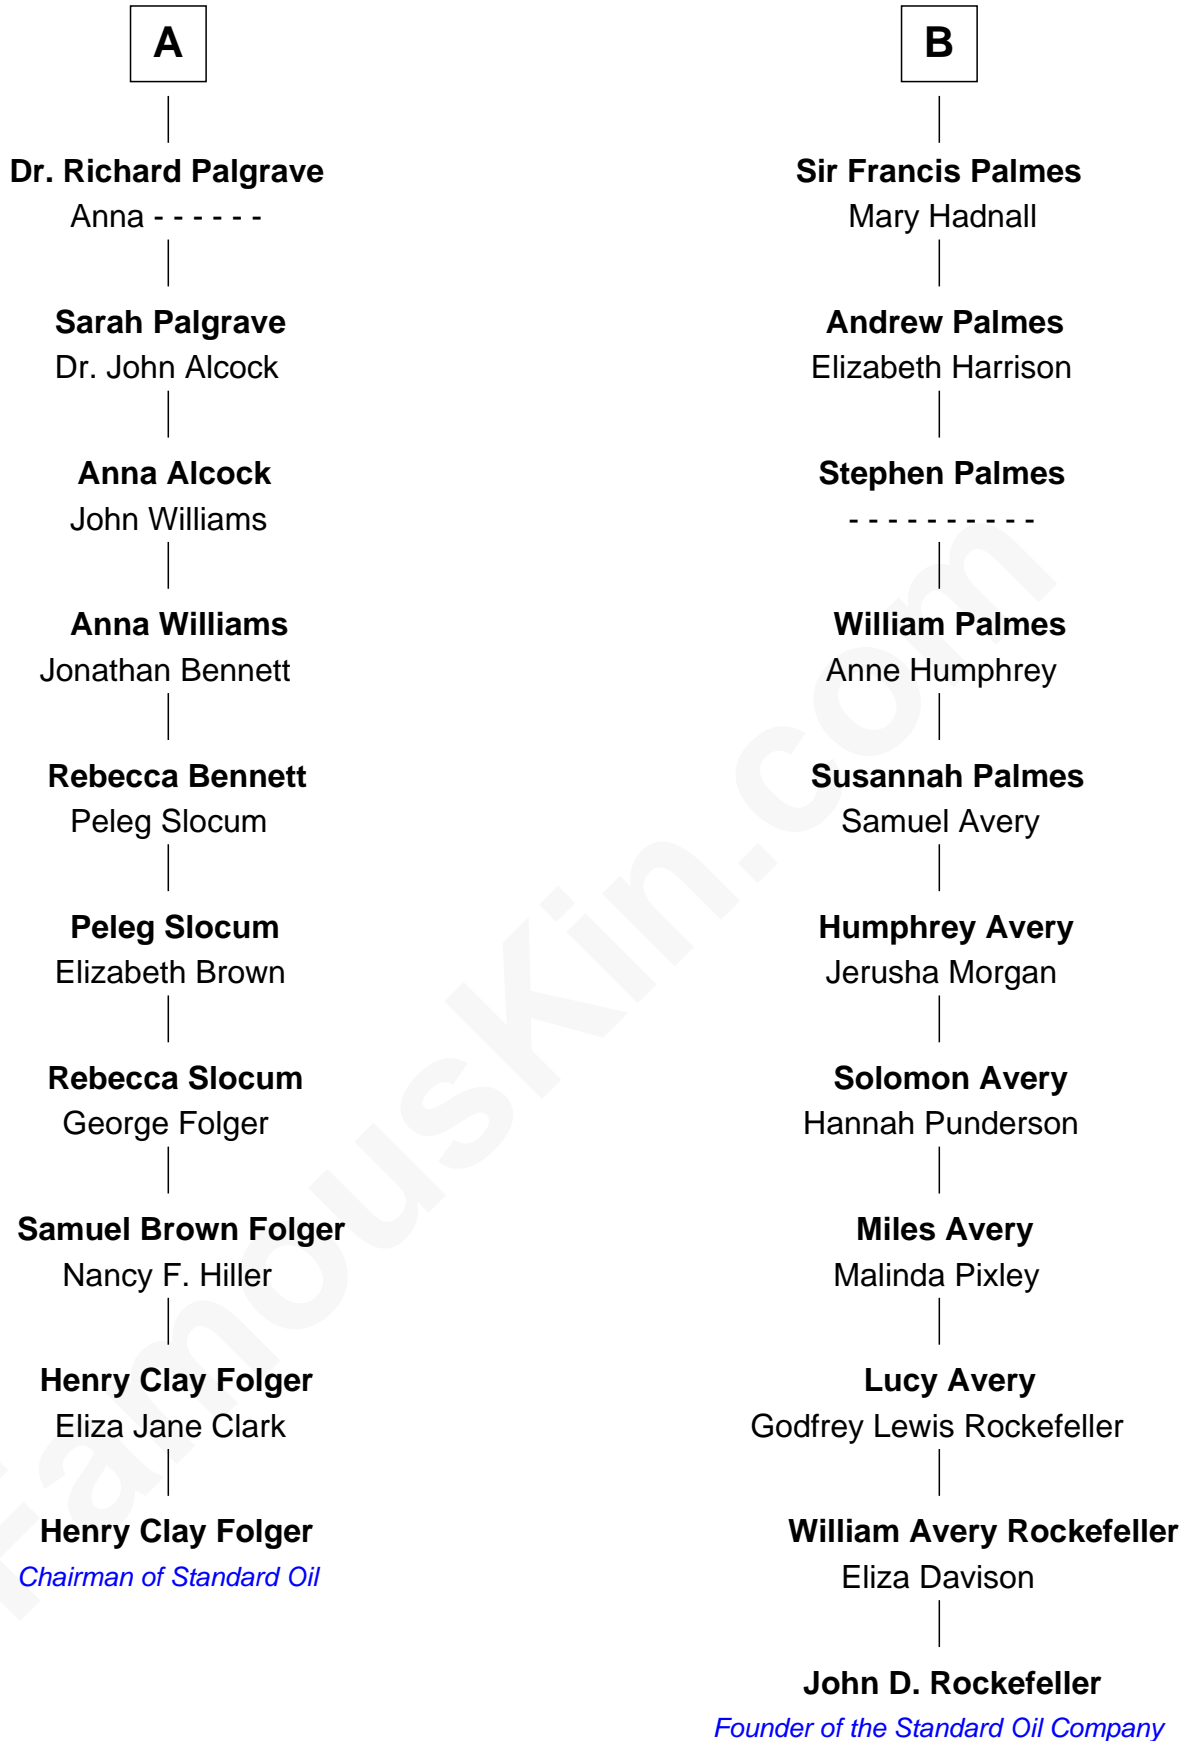 A
Dr. Richard Palgrave
Anna - - - - - -
Sarah Palgrave
Dr. John Alcock
Anna Alcock
John Williams
Anna Williams
Jonathan Bennett
Rebecca Bennett
Peleg Slocum
Peleg Slocum
Elizabeth Brown
Rebecca Slocum
George Folger
Samuel Brown Folger
Nancy F. Hiller
Henry Clay Folger
Eliza Jane Clark
Henry Clay Folger
Chairman of Standard Oil
B
Sir Francis Palmes
Mary Hadnall
Andrew Palmes
Elizabeth Harrison
Stephen Palmes
- - - - - - - - - -
William Palmes
Anne Humphrey
Susannah Palmes
Samuel Avery
Humphrey Avery
Jerusha Morgan
Solomon Avery
Hannah Punderson
Miles Avery
Malinda Pixley
Lucy Avery
Godfrey Lewis Rockefeller
William Avery Rockefeller
Eliza Davison
John D. Rockefeller
Founder of the Standard Oil Company
FamousKin.com